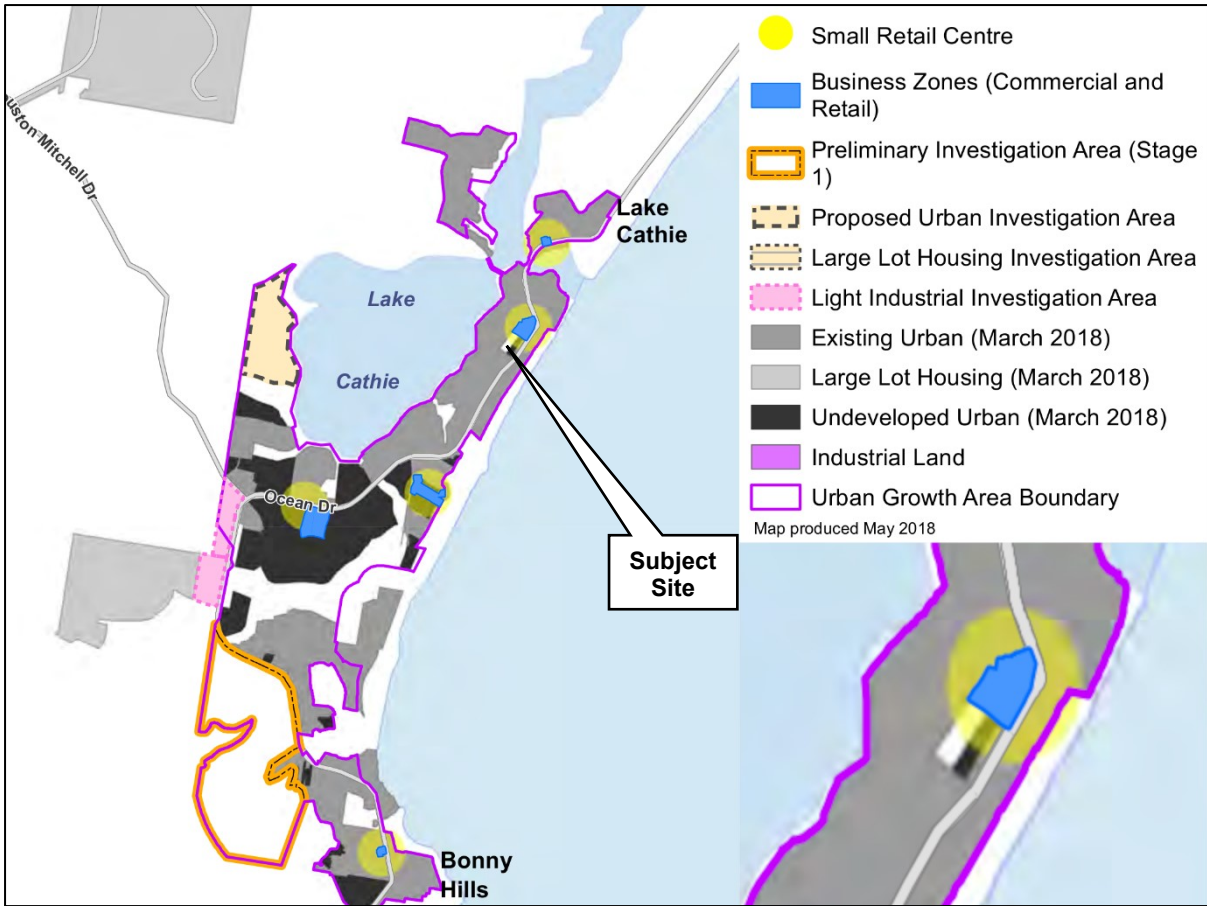 Small Retail Centre
Business Zones (Commercial and
Retail)
Preliminary Investigation Area (Stage
1)
Proposed Urban Investigation Area
Large Lot Housing Investigation Area
Light Industrial Investigation Area
Existing Urban (March 2018)
Large Lot Housing (March 2018)
Undeveloped Urban (March 2018)
Industrial Land
Urban Growth Area Boundary
Map produced May 2018
Mitchell Dr
Lake
Cathie
Lake
Cathie
Ocean Dr
Subject
Site
Bonny
Hills